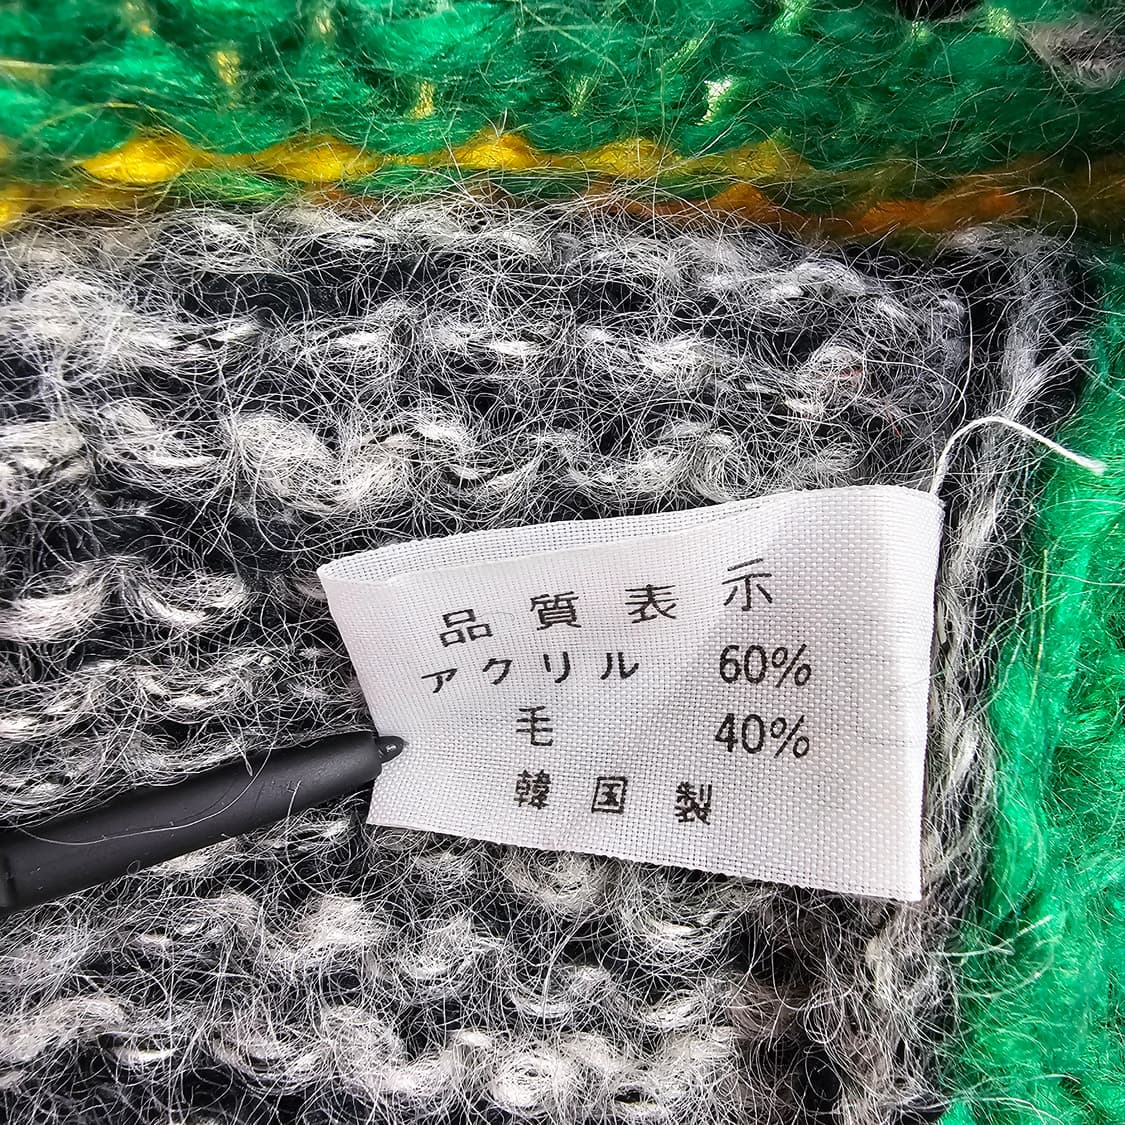 品質表示
アクリル 60%
毛 40%
韓国製